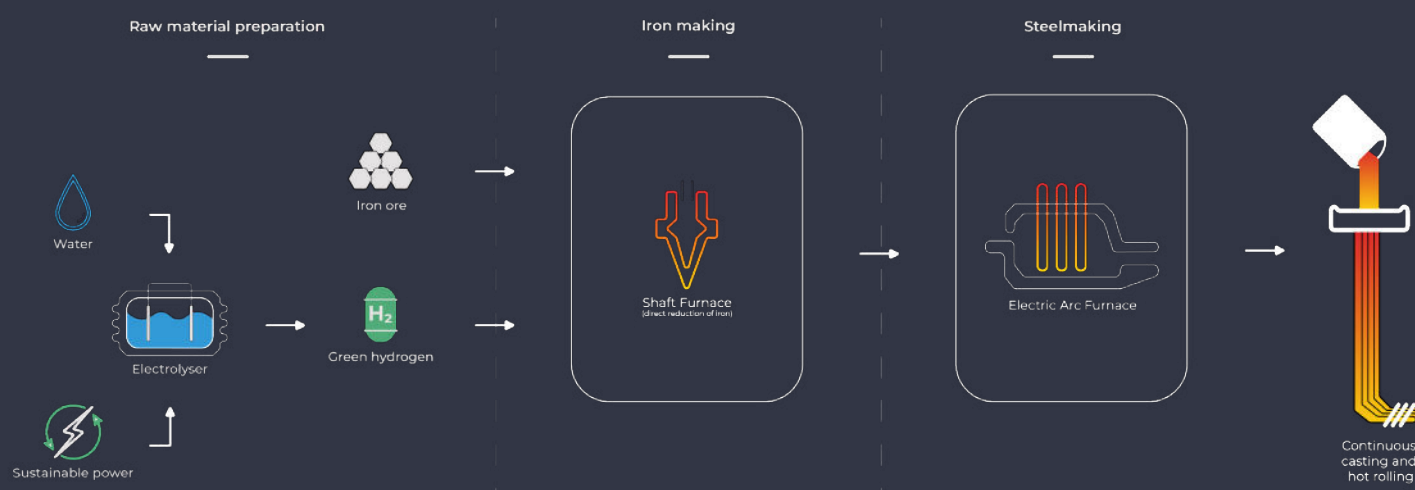 Raw material preparation
Iron making
Steelmaking
Iron ore
Water
Shaft Furnace
(direct reduction of iron)
Electric Arc Furnace
H₂
Green hydrogen
Electrolyser
Sustainable power
Continuous
casting and
hot rolling